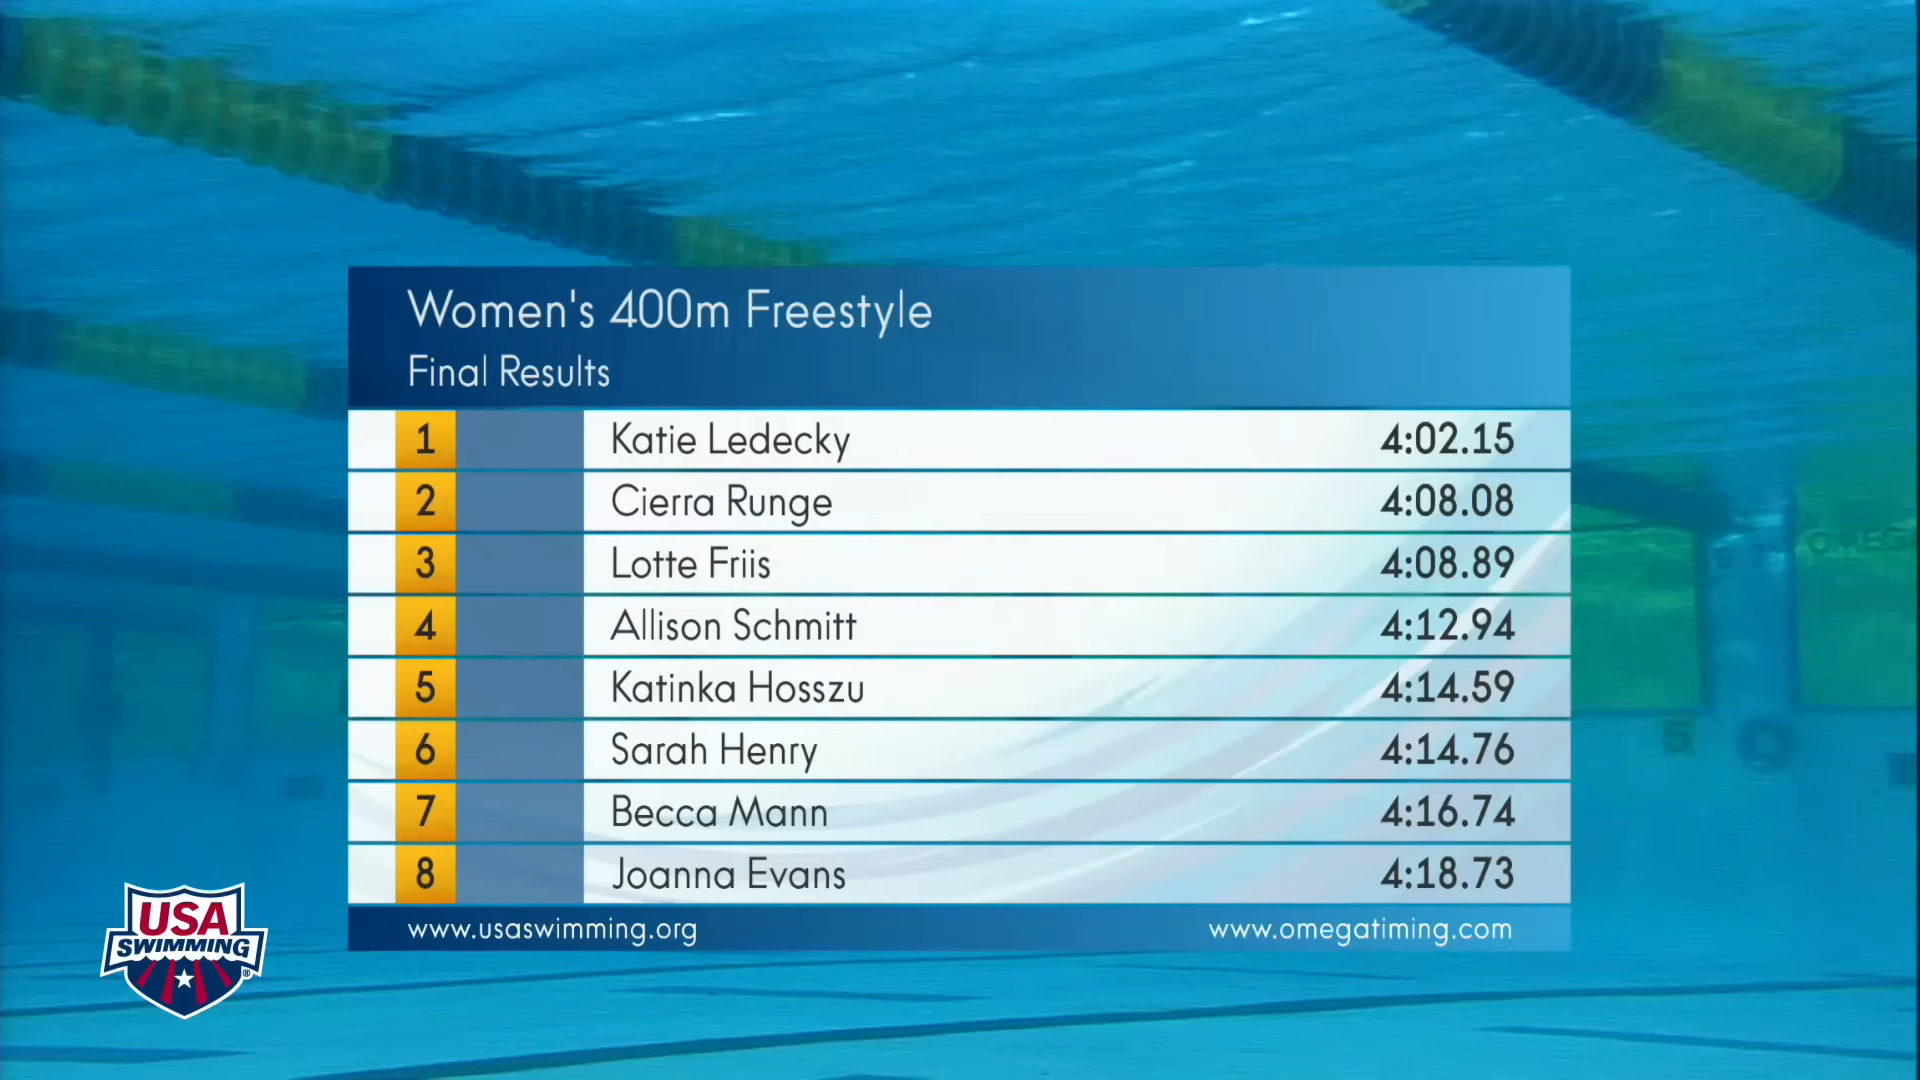 Women's 400m Freestyle
Final Results
1 Katie Ledecky 4:02.15
2 Cierra Runge 4:08.08
3 Lotte Friis 4:08.89
4 Allison Schmitt 4:12.94
5 Katinka Hosszu 4:14.59
6 Sarah Henry 4:14.76
7 Becca Mann 4:16.74
8 Joanna Evans 4:18.73
www.usaswimming.org www.omegatiming.com
USA
SWIMMING®
OMEGA
5